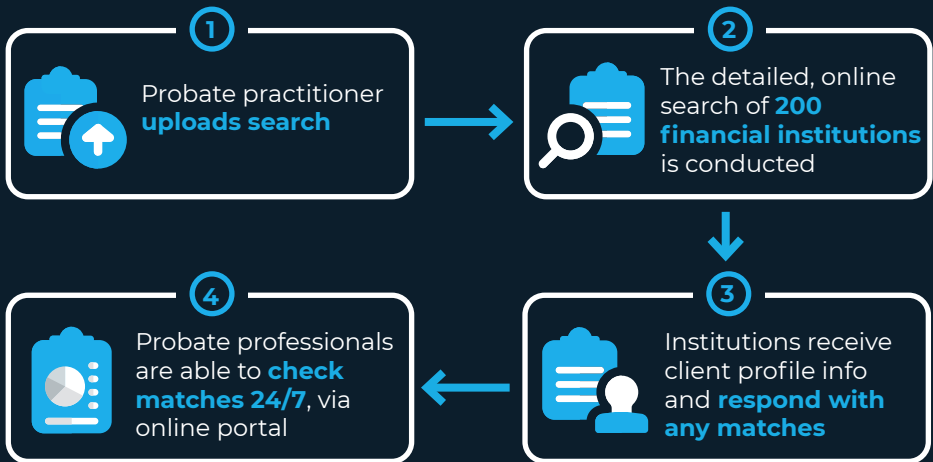 1
Probate practitioner
uploads search
2
The detailed, online
search of 200
financial institutions
is conducted
3
Institutions receive
client profile info
and respond with
any matches
4
Probate professionals
are able to check
matches 24/7, via
online portal